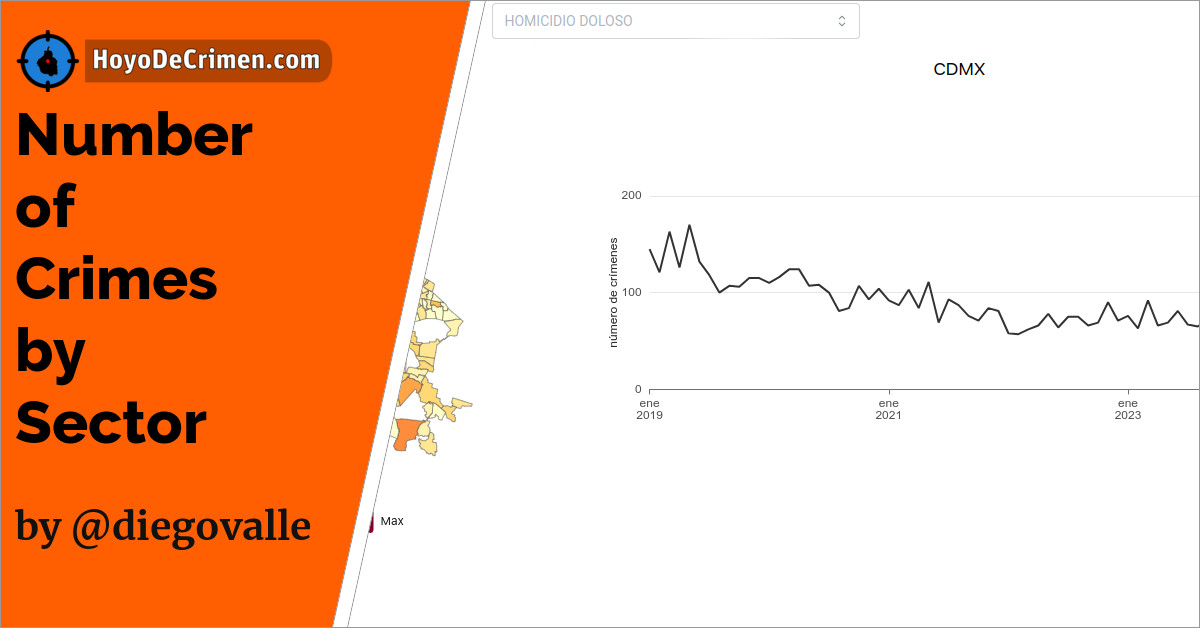 HoyoDeCrimen.com
Number
of
Crimes
by
Sector
by @diegovalle
HOMICIDIO DOLOSO
CDMX
número de crímenes
200
100
0
ene
2019
ene
2021
ene
2023
Max